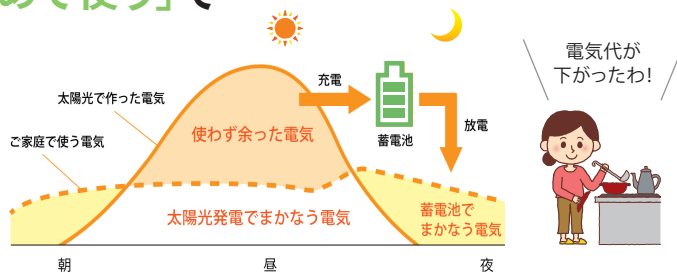 めて使う」で
電気代が
下がったわ!
太陽光で作った電気
充電
ご家庭で使う電気
使わず余った電気
蓄電池
放電
太陽光発電でまかなう電気
蓄電池で
まかなう電気
朝
昼
夜